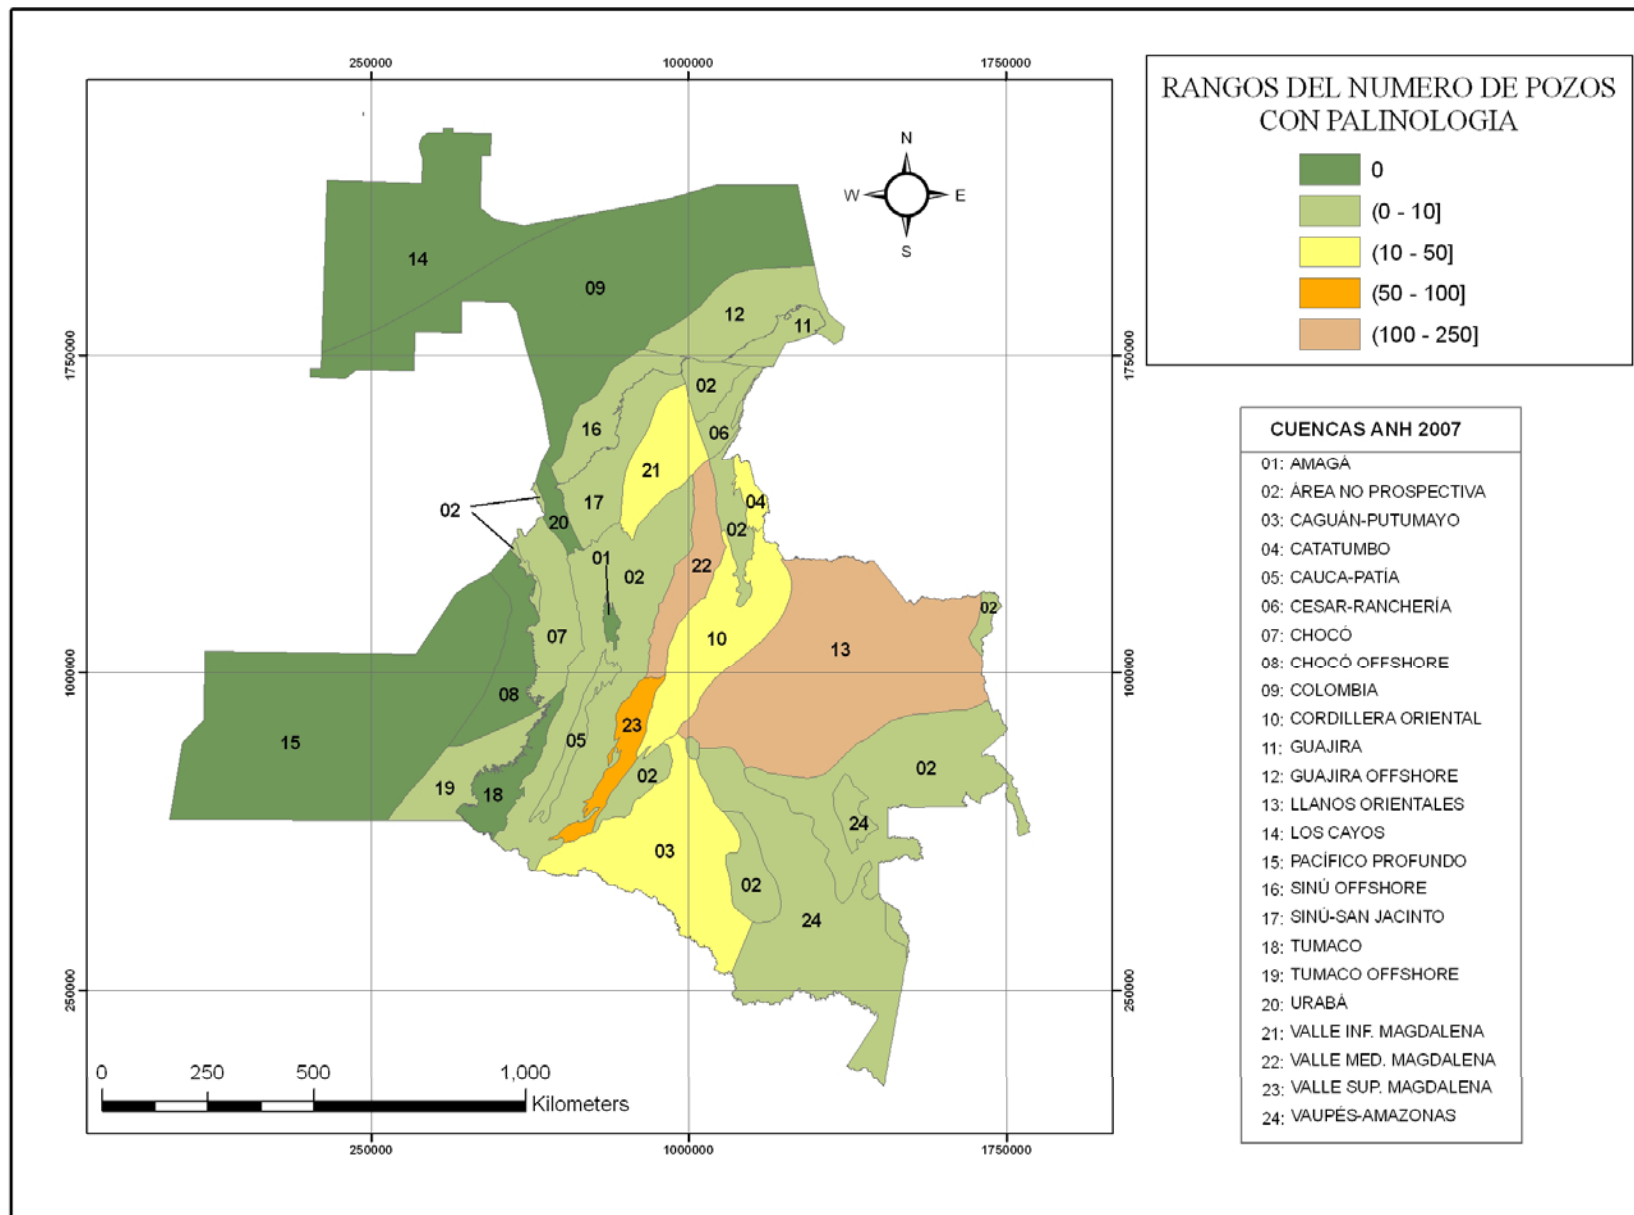 250000
1000000
1750000
RANGOS DEL NUMERO DE POZOS
CON PALINOLOGIA
0
(0 - 10]
(10 - 50]
(50 - 100]
(100 - 250]
N
W
E
S
14
09
12
11
1750000
1750000
02
16
06
21
04
17
02
20
02
01
02
22
02
07
10
13
1000000
1000000
08
23
05
15
02
02
19
18
24
03
02
24
250000
250000
0
250
500
1,000
Kilometers
250000
1000000
1750000
CUENCAS ANH 2007
01: AMAGÁ
02: ÁREA NO PROSPECTIVA
03: CAGUÁN-PUTUMAYO
04: CATATUMBO
05: CAUCA-PATÍA
06: CESAR-RANCHERÍA
07: CHOCÓ
08: CHOCÓ OFFSHORE
09: COLOMBIA
10: CORDILLERA ORIENTAL
11: GUAJIRA
12: GUAJIRA OFFSHORE
13: LLANOS ORIENTALES
14: LOS CAYOS
15: PACÍFICO PROFUNDO
16: SINÚ OFFSHORE
17: SINÚ-SAN JACINTO
18: TUMACO
19: TUMACO OFFSHORE
20: URABÁ
21: VALLE INF. MAGDALENA
22: VALLE MED. MAGDALENA
23: VALLE SUP. MAGDALENA
24: VAUPÉS-AMAZONAS